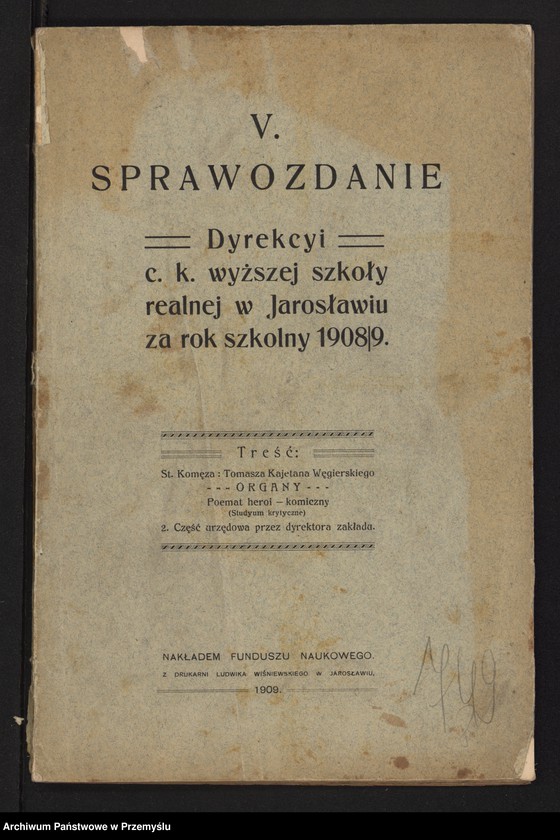 V.
SPRAWOZDANIE
Dyrekcyi
c. k. wyższej szkoły
realnej w Jarosławiu
za rok szkolny 1908|9.
Treść:
St. Komęza : Tomasza Kajetana Węgierskiego
- - - ORGANY - - -
Poemat heroi – komiczny
(Studyum krytyczne)
2. Część urzędowa przez dyrektora zakładu.
NAKŁADEM FUNDUSZU NAUKOWEGO.
Z DRUKARNI LUDWIKA WIŚNIEWSKIEGO W JAROSŁAWIU.
1909.
Archiwum Państwowe w Przemyślu